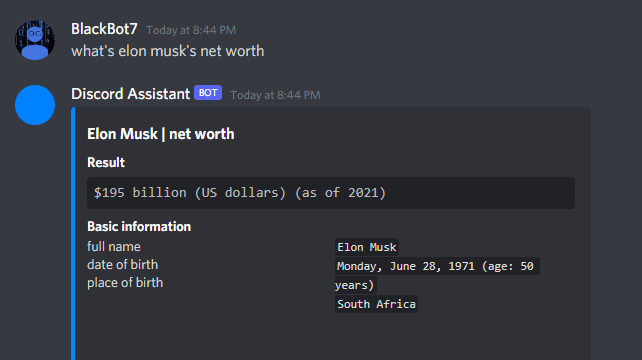 BlackBot7 Today at 8:44 PM
what's elon musk's net worth
Discord Assistant BOT Today at 8:44 PM
Elon Musk | net worth
Result
$195 billion (US dollars) (as of 2021)
Basic information
full name Elon Musk
date of birth Monday, June 28, 1971 (age: 50
years)
place of birth South Africa